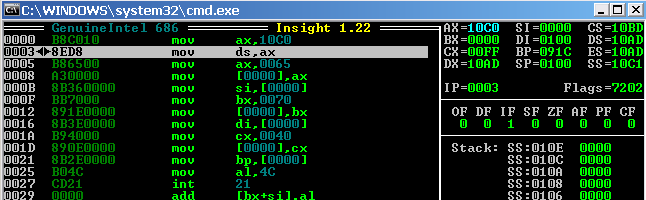 C:\WINDOWS\system32\cmd.exe
GenuineIntel 686 Insight 1.22
0000 B8C010 mov ax,10C0
0003 8ED8 mov ds,ax
0005 B86500 mov ax,0065
0008 A30000 mov [0000],ax
000B 8B360000 mov si,[0000]
000F BB7000 mov bx,0070
0012 891E0000 mov [0000],bx
0016 8B3E0000 mov di,[0000]
001A B94000 mov cx,0040
001D 890E0000 mov [0000],cx
0021 8B2E0000 mov bp,[0000]
0025 B04C mov al,4C
0027 CD21 int 21
0029 0000 add [bx+si],al
AX=10C0 SI=0000 CS=10BD
BX=0000 DI=0100 DS=10AD
CX=00FF BP=091C ES=10AD
DX=10AD SP=0100 SS=10C1
IP=0003 Flags=7202
OF DF IF SF ZF AF PF CF
0 0 1 0 0 0 0 0
Stack: SS:010E 0000
SS:010C 0000
SS:010A 0000
SS:0108 0000
SS:0106 0000